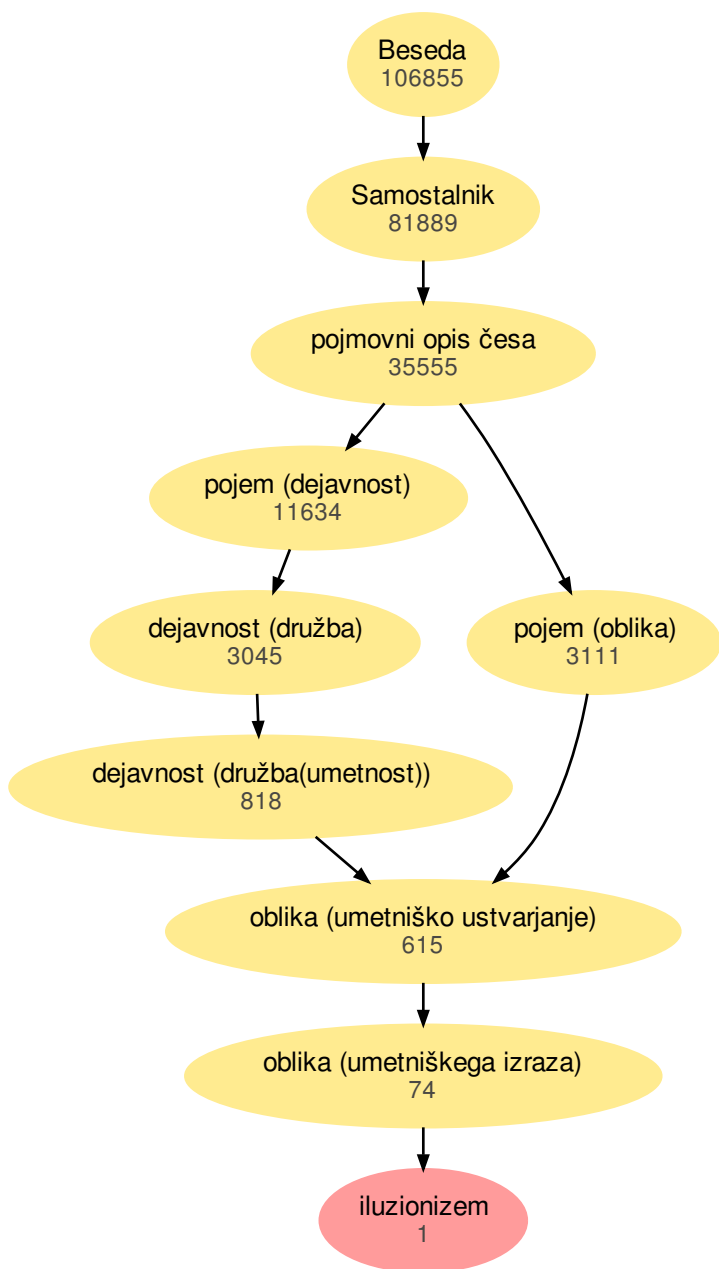 Beseda
106855
Samostalnik
81889
pojmovni opis česa
35555
pojem (dejavnost)
11634
dejavnost (družba)
3045
pojem (oblika)
3111
dejavnost (družba(umetnost))
818
oblika (umetniško ustvarjanje)
615
oblika (umetniškega izraza)
74
iluzionizem
1